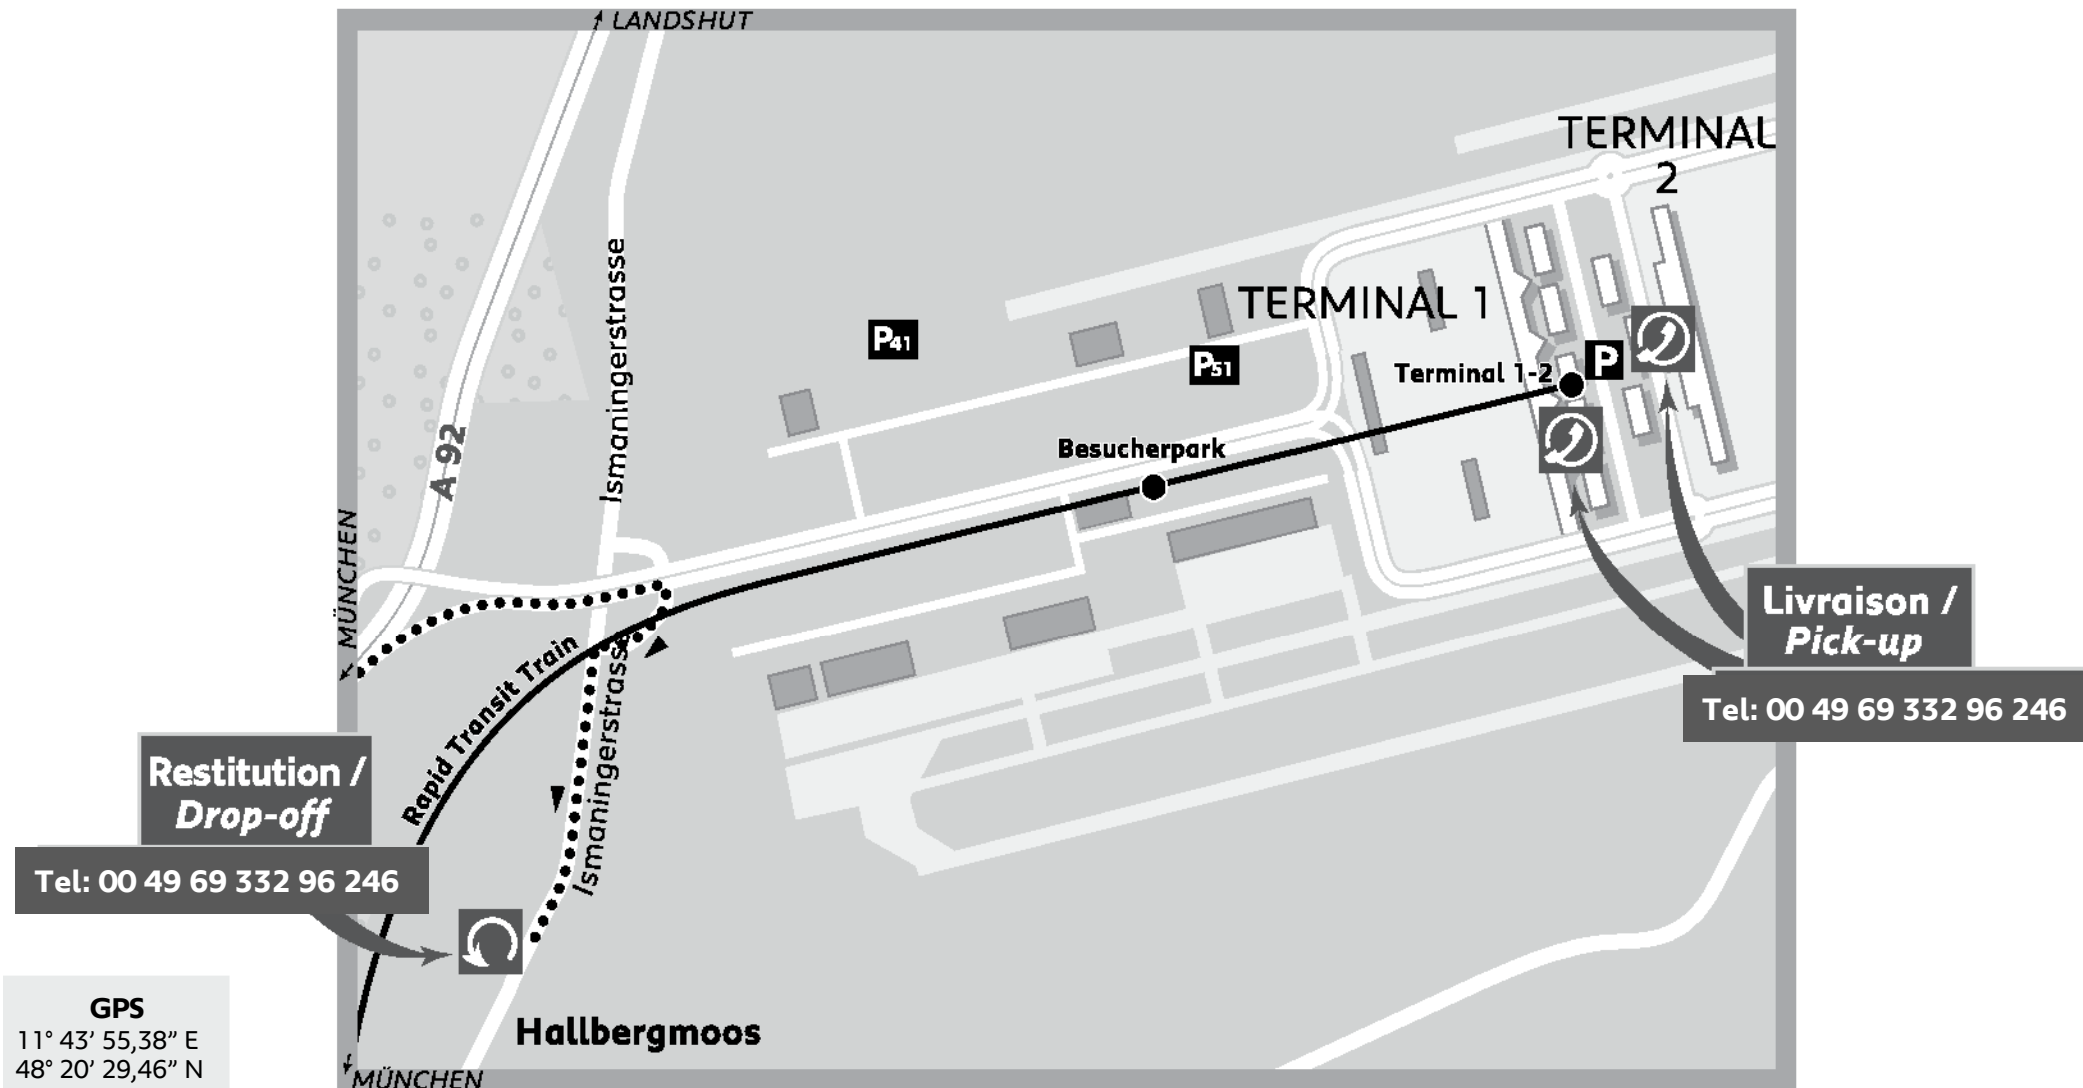 LANDSHUT
TERMINAL
2
Ismaningerstrasse
TERMINAL 1
P41
P51
P
Terminal 1-2
A 92
Besucherpark
MÜNCHEN
Livraison /
Pick-up
Tel: 00 49 69 332 96 246
Rapid Transit Train
Ismaningerstrasse
Restitution /
Drop-off
Tel: 00 49 69 332 96 246
GPS
11° 43’ 55,38” E
48° 20’ 29,46” N
Hallbergmoos
MÜNCHEN